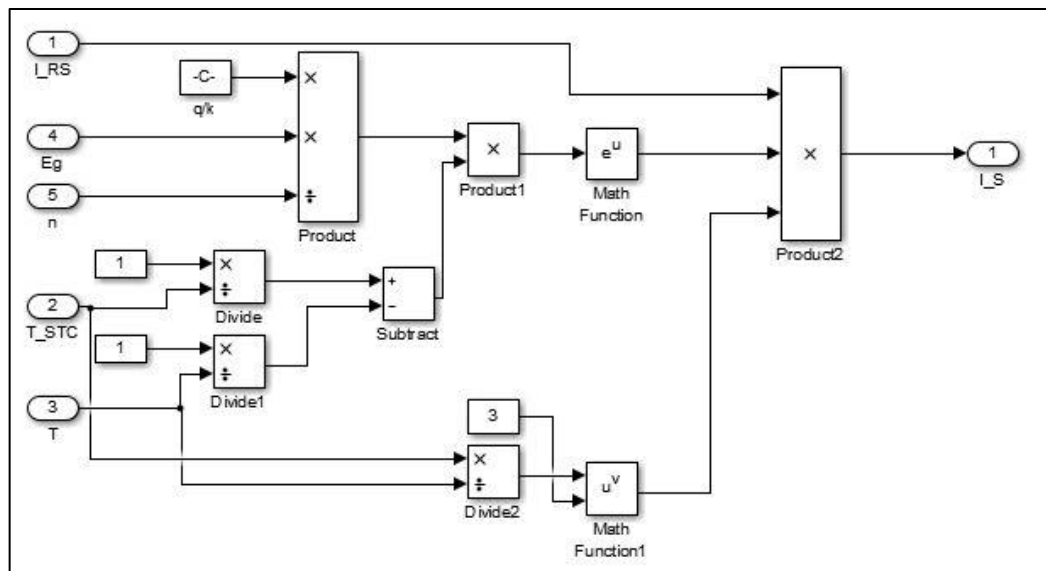 1
I_RS
-C-
q/k
×
×
÷
Product
4
Eg
5
n
×
Product1
e^u
Math
Function
×
Product2
1
I_S
1
×
÷
Divide
2
T_STC
+
−
Subtract
1
×
÷
Divide1
3
T
3
×
÷
Divide2
u^v
Math
Function1